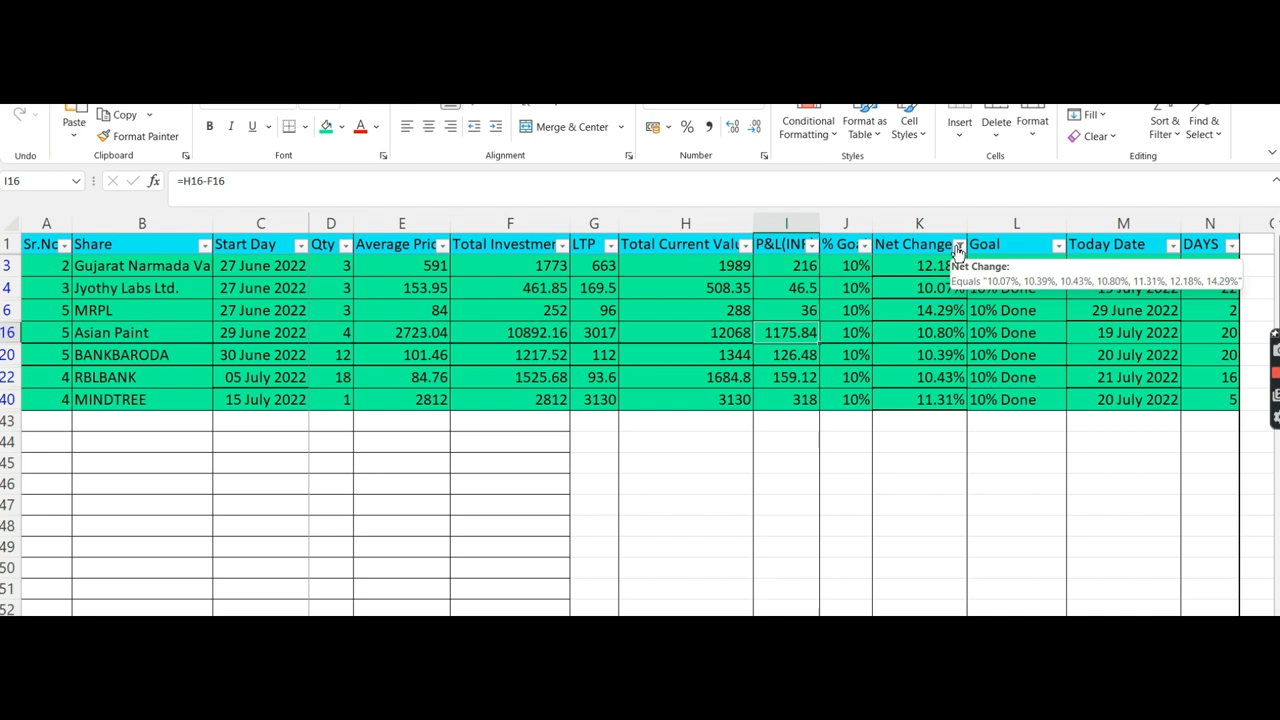 Paste
Copy
Format Painter
B I U A
Merge & Center
%
Conditional Formatting
Format as Table
Cell Styles
Insert
Delete
Format
Fill
Clear
Sort & Filter
Find & Select
Undo Clipboard Font Alignment Number Styles Cells Editing
I16 fx =H16-F16
A B C D E F G H I J K L M N
1 Sr.No Share Start Day Qty Average Pric Total Investmen LTP Total Current Valu P&L(INR % Goa Net Change Goal Today Date DAYS
3 2 Gujarat Narmada Va 27 June 2022 3 591 1773 663 1989 216 10% 12.18
Net Change:
Equals "10.07%, 10.39%, 10.43%, 10.80%, 11.31%, 12.18%, 14.29%"
4 3 Jyothy Labs Ltd. 27 June 2022 3 153.95 461.85 169.5 508.35 46.5 10% 10.07
6 5 MRPL 27 June 2022 3 84 252 96 288 36 10% 14.29% 10% Done 29 June 2022 2
16 5 Asian Paint 29 June 2022 4 2723.04 10892.16 3017 12068 1175.84 10% 10.80% 10% Done 19 July 2022 20
20 5 BANKBARODA 30 June 2022 12 101.46 1217.52 112 1344 126.48 10% 10.39% 10% Done 20 July 2022 20
22 4 RBLBANK 05 July 2022 18 84.76 1525.68 93.6 1684.8 159.12 10% 10.43% 10% Done 21 July 2022 16
40 4 MINDTREE 15 July 2022 1 2812 2812 3130 3130 318 10% 11.31% 10% Done 20 July 2022 5
43
44
45
46
47
48
49
50
51
52